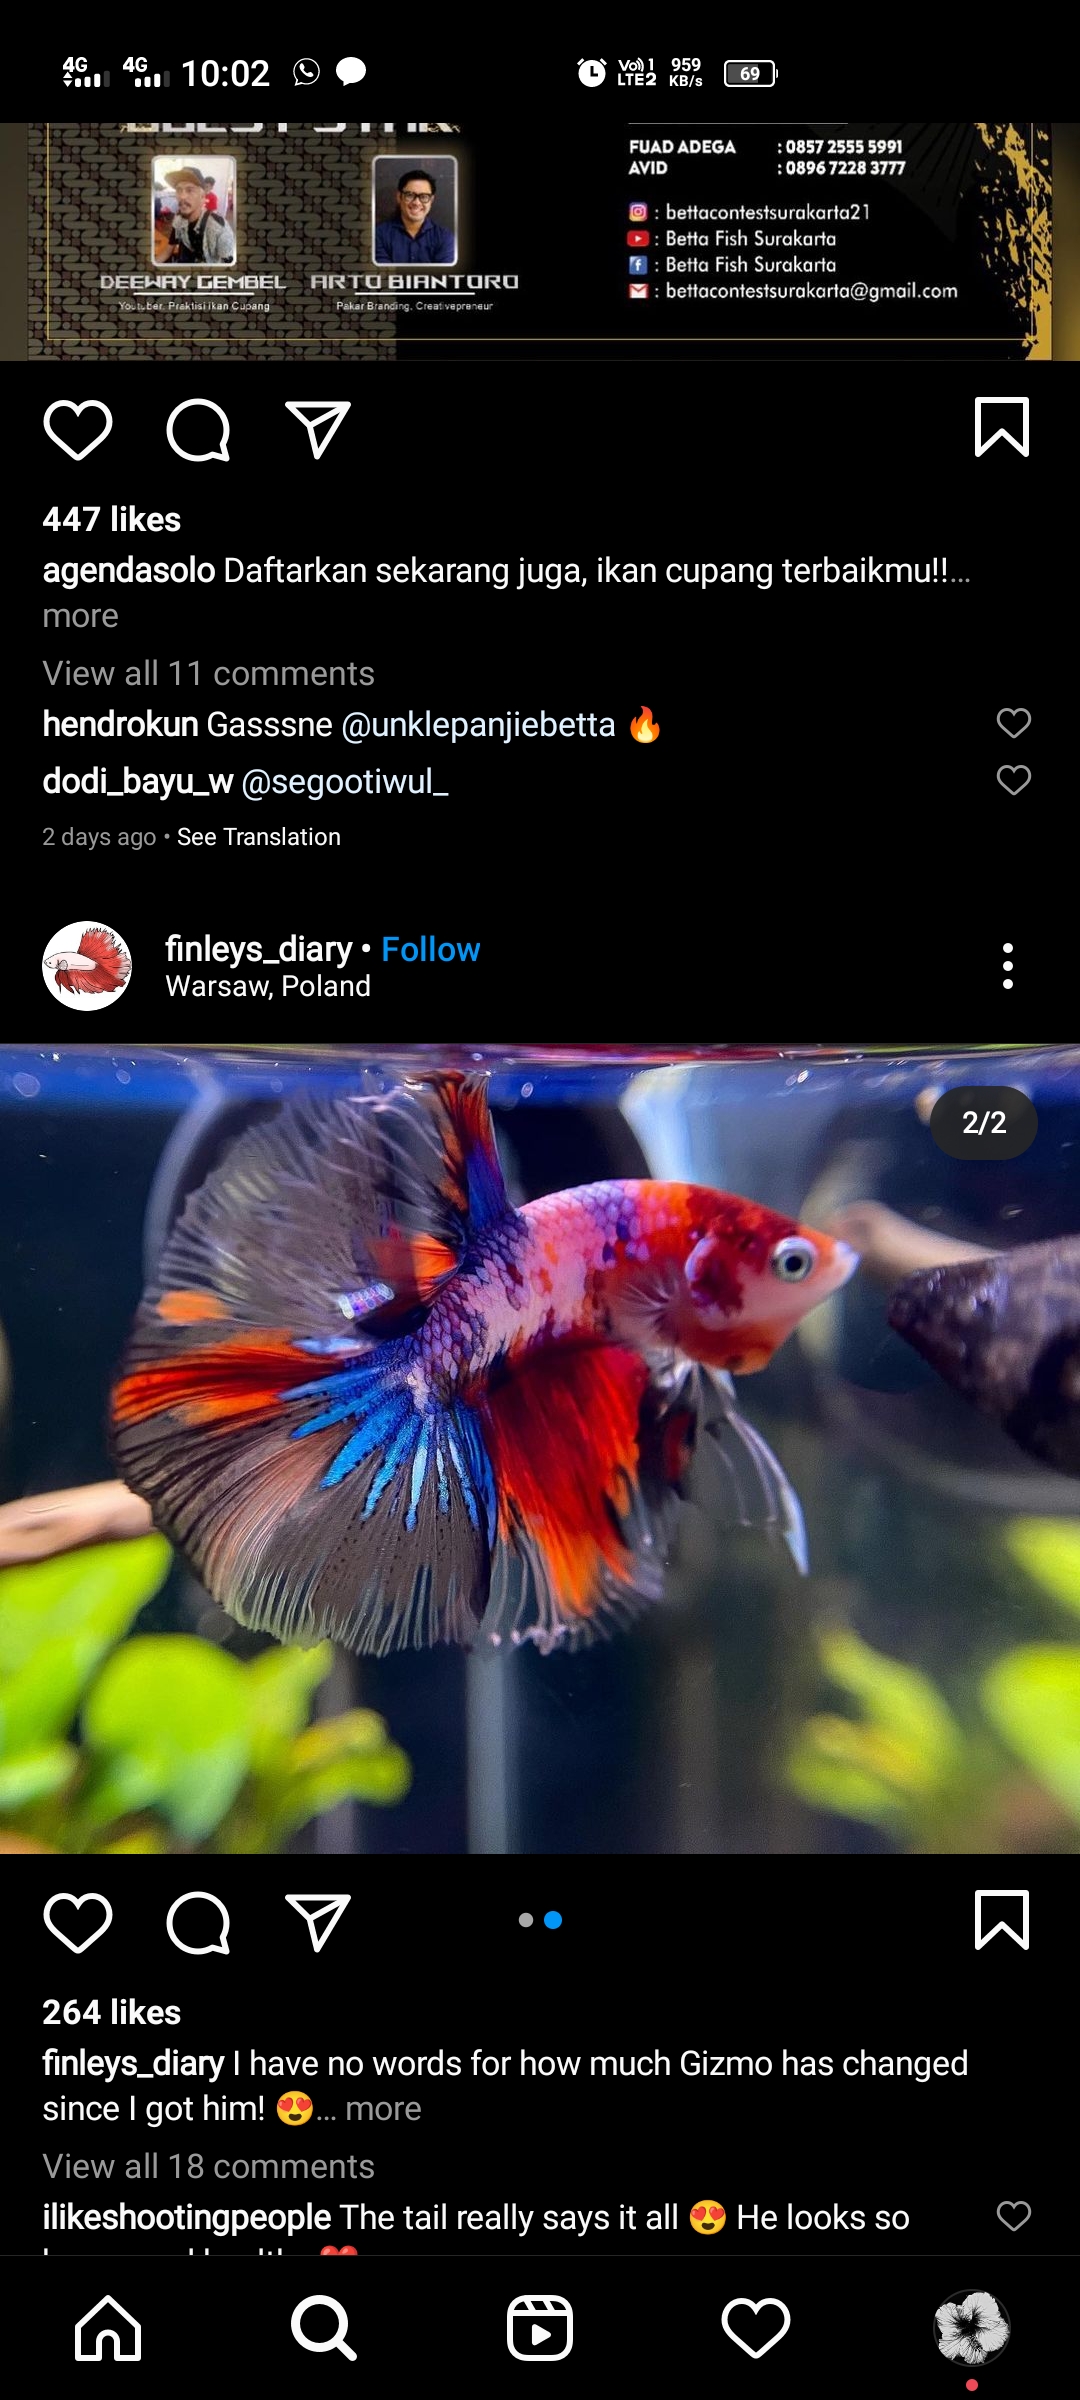 4G 4G 10:02 Vo)) 1 LTE2 959 KB/s 69
FUAD ADEGA : 0857 2555 5991
AVID : 0896 7228 3777
: bettacontestsurakarta21
: Betta Fish Surakarta
: Betta Fish Surakarta
: bettacontestsurakarta@gmail.com
DEEWAY GEMBEL
Youtuber. Praktisi Ikan Cupang
ARTO BIANTORO
Pakar Branding. Creativepreneur
447 likes
agendasolo Daftarkan sekarang juga, ikan cupang terbaikmu!!...
more
View all 11 comments
hendrokun Gasssne @unklepanjiebetta 🔥
dodi_bayu_w @segootiwul_
2 days ago • See Translation
finleys_diary • Follow
Warsaw, Poland
2/2
264 likes
finleys_diary I have no words for how much Gizmo has changed
since I got him! 😍... more
View all 18 comments
ilikeshootingpeople The tail really says it all 😍 He looks so